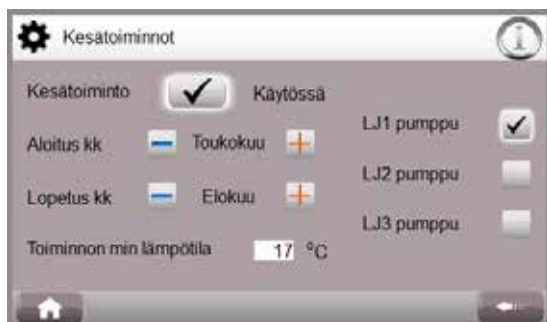 Kesätoiminnot
Kesätoiminto Käytössä
Aloitus kk Toukokuu
Lopetus kk Elokuu
Toiminnon min lämpötila 17 °C
LJ1 pumppu
LJ2 pumppu
LJ3 pumppu